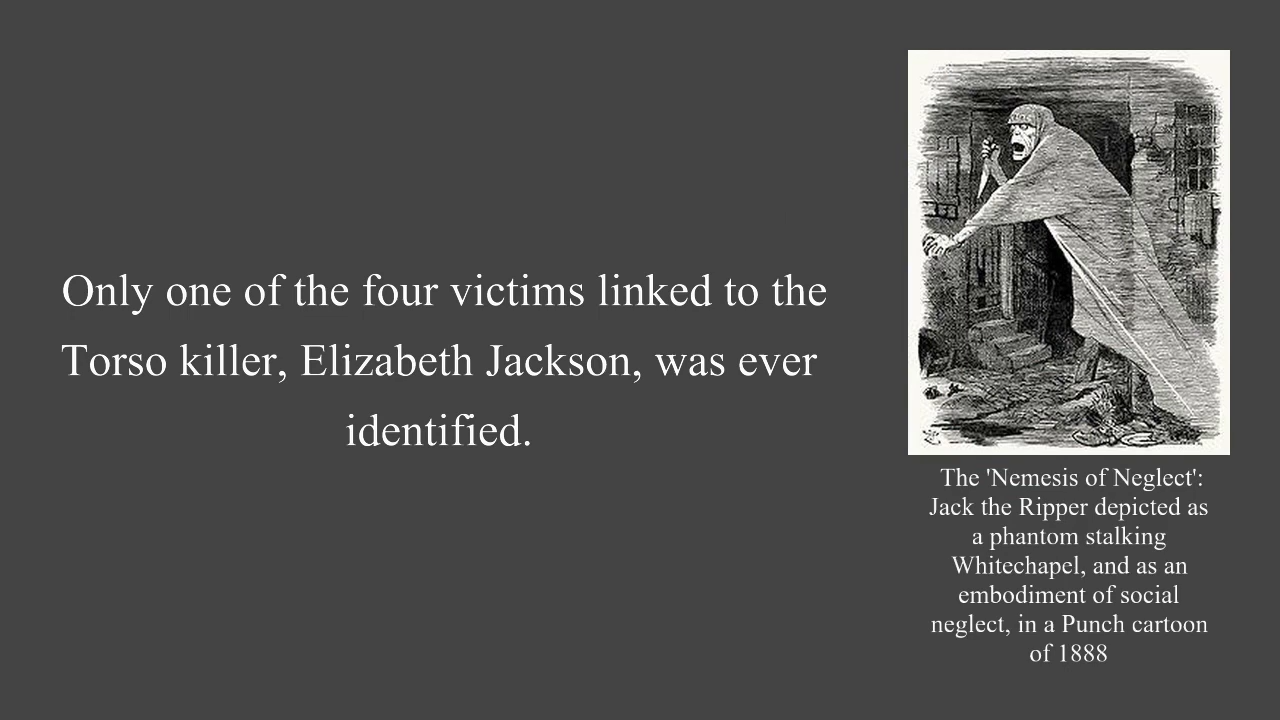 Only one of the four victims linked to the
Torso killer, Elizabeth Jackson, was ever
identified.
The 'Nemesis of Neglect':
Jack the Ripper depicted as
a phantom stalking
Whitechapel, and as an
embodiment of social
neglect, in a Punch cartoon
of 1888